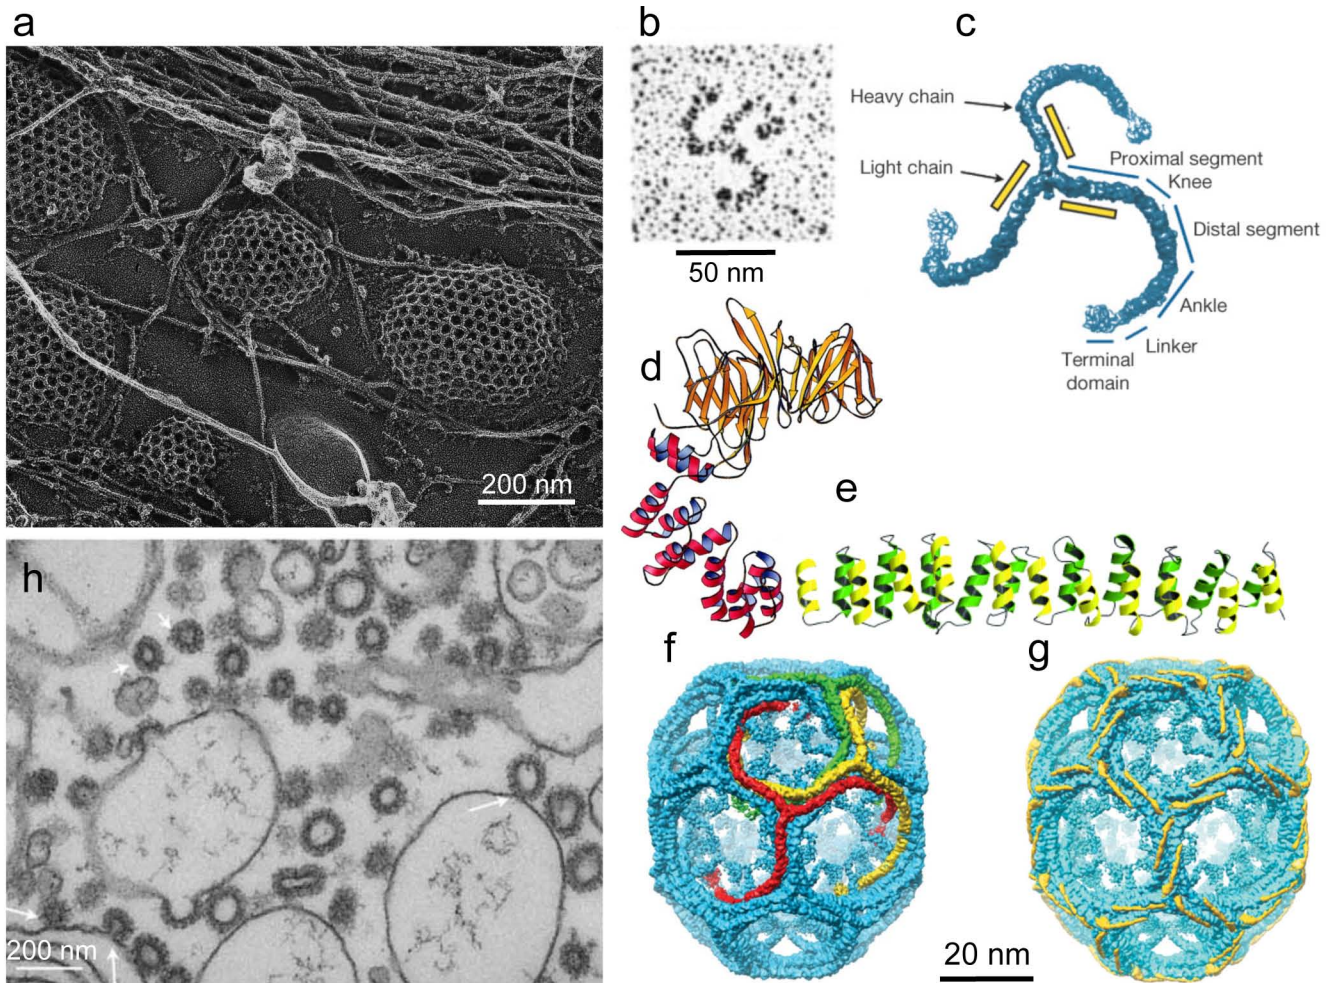 a
b
c
Heavy chain
Light chain
Proximal segment
Knee
Distal segment
Ankle
Linker
Terminal
domain
50 nm
200 nm
d
e
h
f
g
200 nm
20 nm